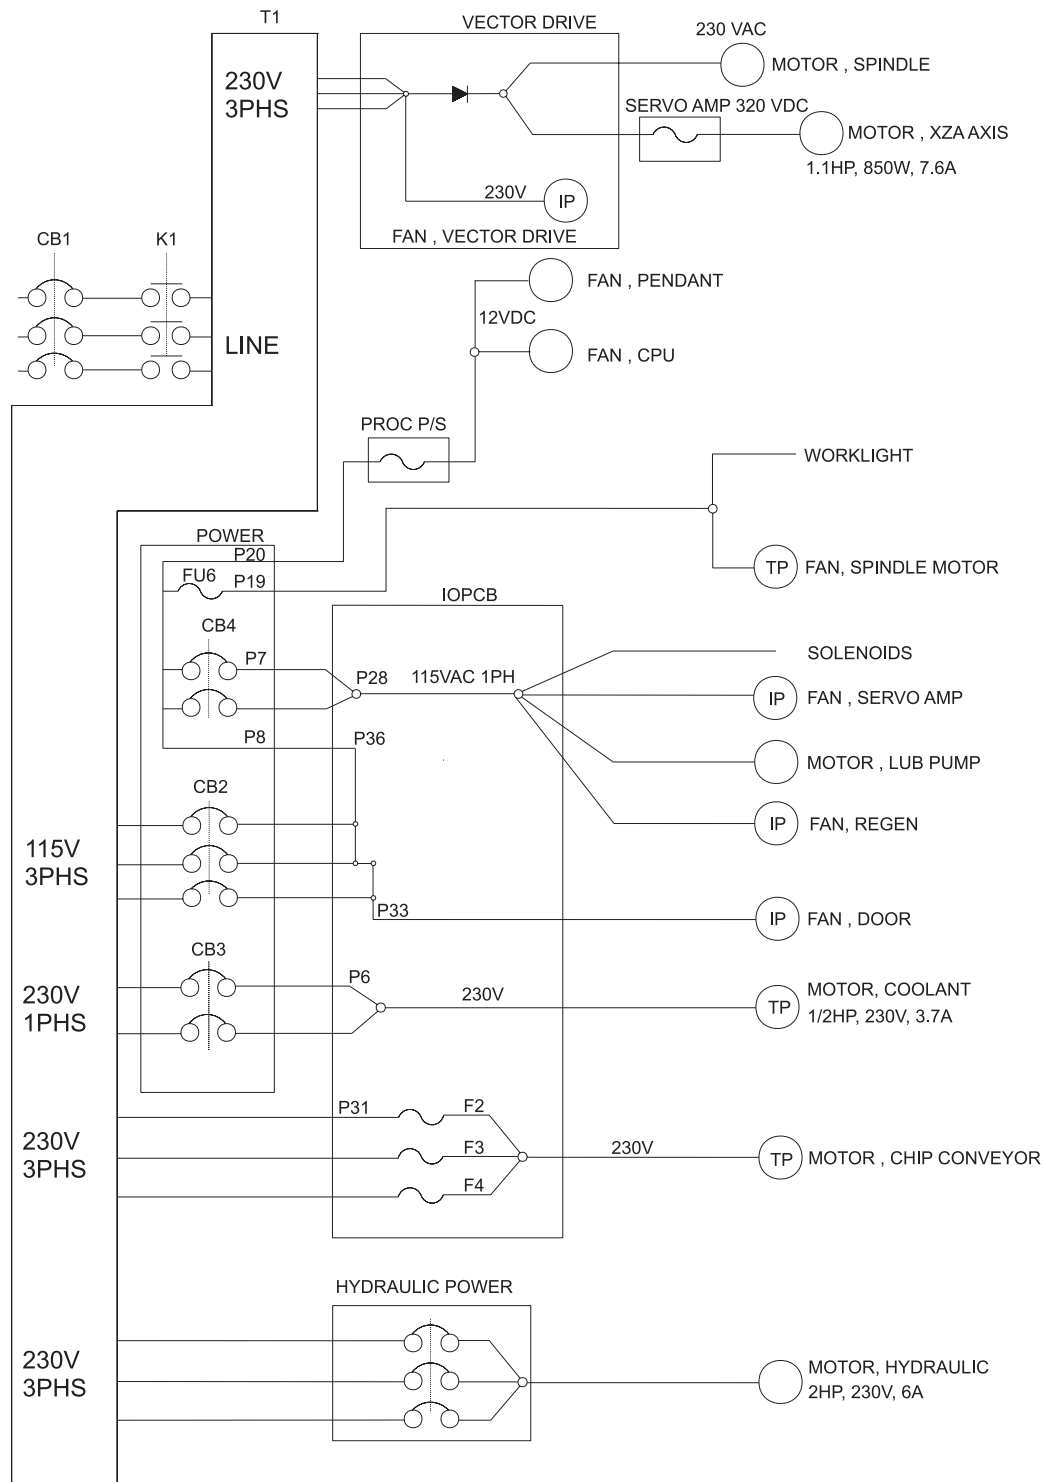 T1
VECTOR DRIVE
230 VAC
MOTOR , SPINDLE
230V
3PHS
SERVO AMP 320 VDC
MOTOR , XZA AXIS
1.1HP, 850W, 7.6A
230V
IP
FAN , VECTOR DRIVE
CB1
K1
FAN , PENDANT
12VDC
LINE
FAN , CPU
PROC P/S
WORKLIGHT
POWER
P20
FU6
P19
TP
FAN, SPINDLE MOTOR
IOPCB
CB4
P7
P28
115VAC 1PH
SOLENOIDS
IP
FAN , SERVO AMP
P8
P36
MOTOR , LUB PUMP
CB2
IP
FAN, REGEN
115V
3PHS
P33
IP
FAN , DOOR
CB3
P6
230V
1PHS
230V
TP
MOTOR, COOLANT
1/2HP, 230V, 3.7A
P31
F2
230V
3PHS
F3
230V
TP
MOTOR , CHIP CONVEYOR
F4
HYDRAULIC POWER
230V
3PHS
MOTOR, HYDRAULIC
2HP, 230V, 6A